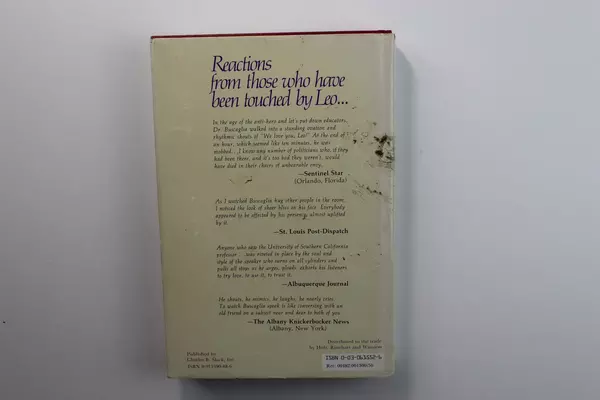 Reactions
from those who have
been touched by Leo...
In the age of the anti-hero and let's-put-down educators,
Dr. Buscaglia walked into a standing ovation and
rhythmic shouts of "We love you, Leo!" At the end of
an hour, which seemed like ten minutes, he was
mobbed... I know any number of politicians who, if they
had been there, and it's too bad they weren't, would
have died in their chairs of unbearable envy.
—Sentinel Star
(Orlando, Florida)
As I watched Buscaglia hug other people in the room,
I noticed the look of sheer bliss on his face. Everybody
appeared to be affected by his presence, almost uplifted
by it.
—St. Louis Post-Dispatch
Anyone who saw the University of Southern California
professor was riveted to place by the soul and
style of the speaker who turns on all cylinders and
pulls all stops as he urges, pleads, exhorts his listeners
to try love, to use it, to trust it.
—Albuquerque Journal
He shouts, he mimics, he laughs, he nearly cries.
To watch Buscaglia speak is like conversing with an
old friend on a subject near and dear to both of you.
—The Albany Knickerbocker News
(Albany, New York)
Published by
Charles B. Slack, Inc.
Distributed to the trade
by Holt, Rinehart and Winston